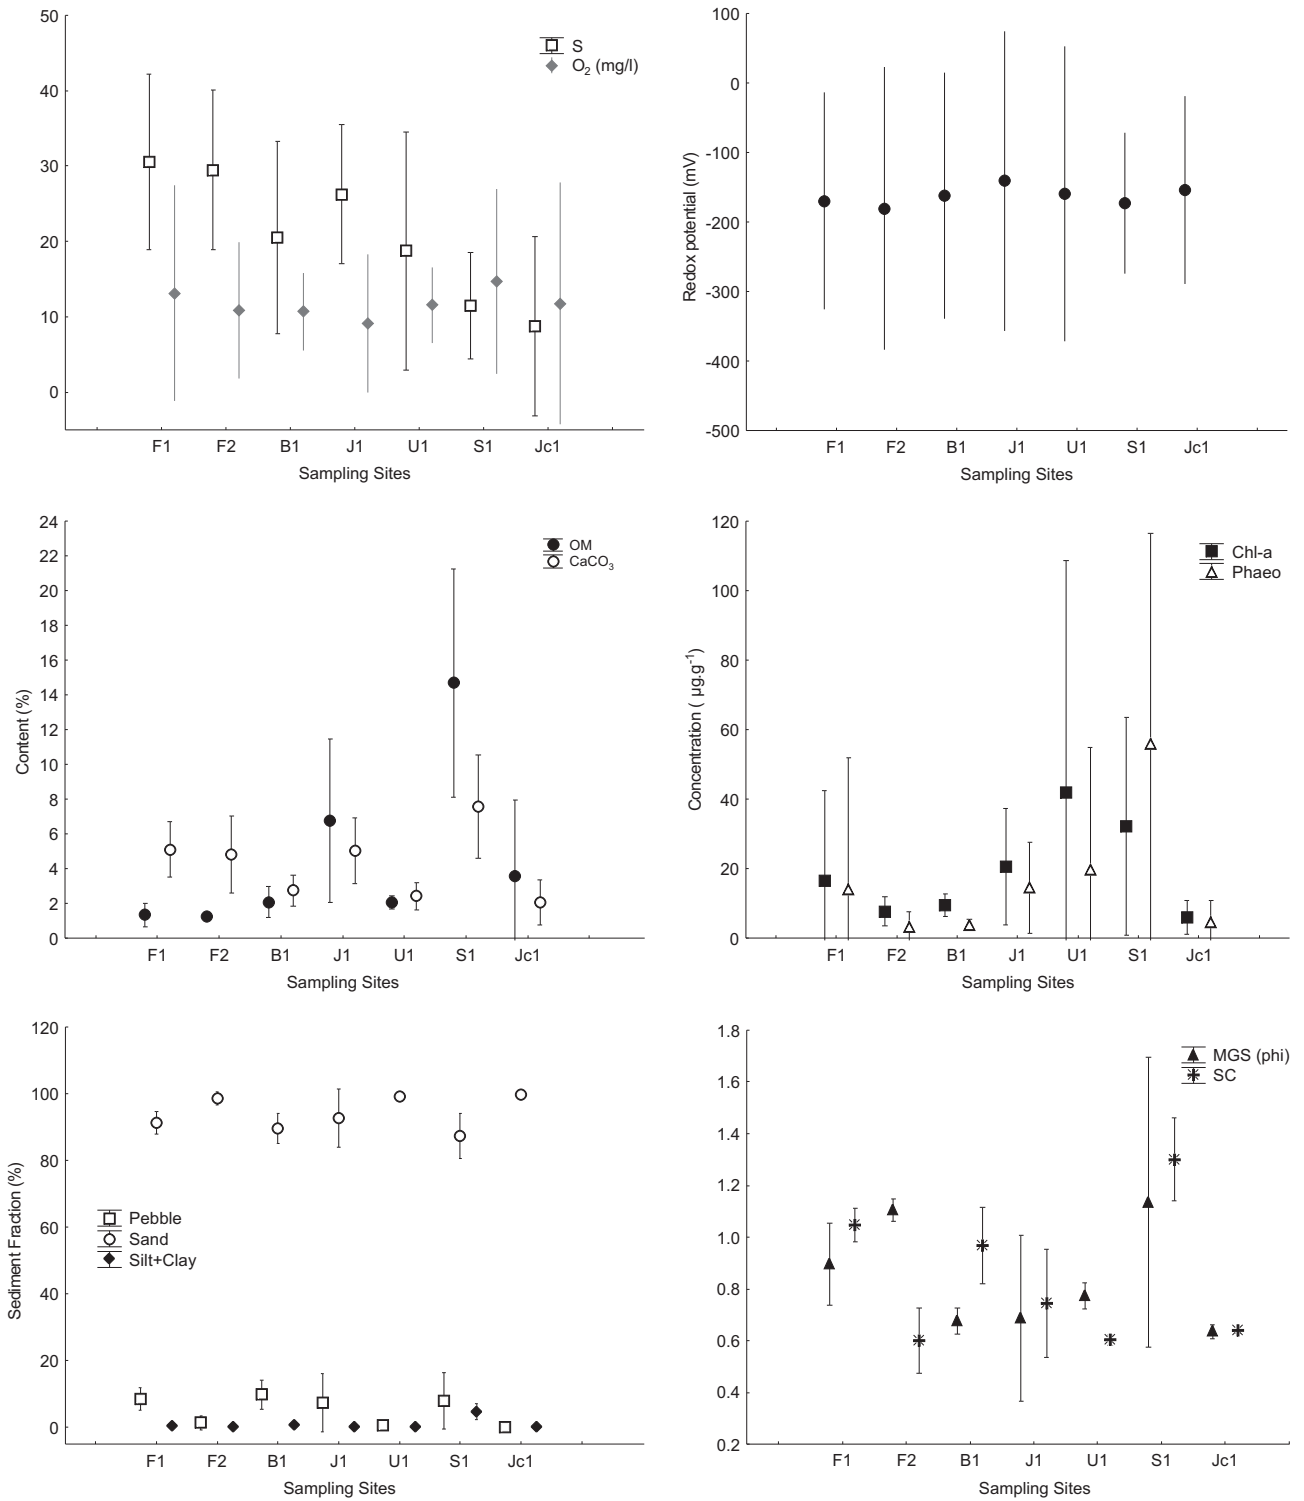 50
40
30
20
10
0
S
O₂ (mg/l)
F1 F2 B1 J1 U1 S1 Jc1
Sampling Sites
100
0
-100
-200
-300
-400
-500
Redox potential (mV)
F1 F2 B1 J1 U1 S1 Jc1
Sampling Sites
24
22
20
18
16
14
12
10
8
6
4
2
0
Content (%)
OM
CaCO₃
F1 F2 B1 J1 U1 S1 Jc1
Sampling Sites
120
100
80
60
40
20
0
Concentration ( µg.g⁻¹)
Chl-a
Phaeo
F1 F2 B1 J1 U1 S1 Jc1
Sampling Sites
120
100
80
60
40
20
0
Sediment Fraction (%)
Pebble
Sand
Silt+Clay
F1 F2 B1 J1 U1 S1 Jc1
Sampling Sites
1.8
1.6
1.4
1.2
1.0
0.8
0.6
0.4
0.2
MGS (phi)
SC
F1 F2 B1 J1 U1 S1 Jc1
Sampling Sites